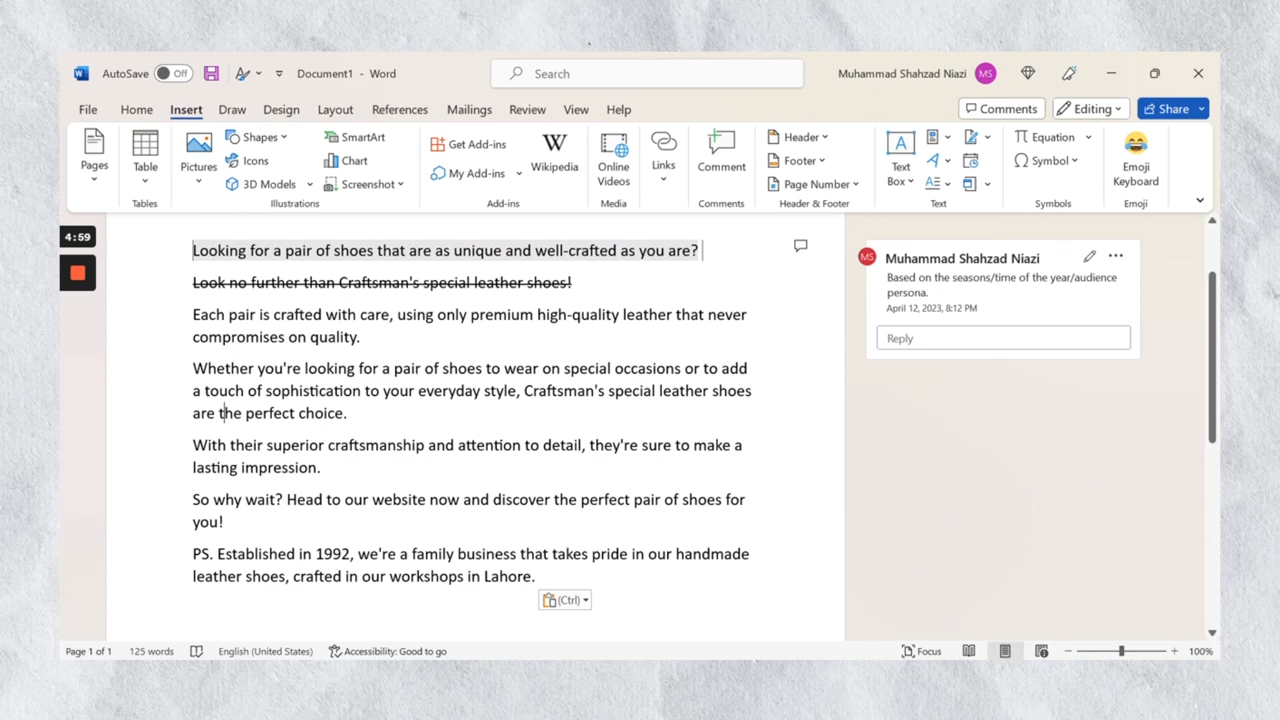 AutoSave Off Document1 - Word Search Muhammad Shahzad Niazi MS
File Home Insert Draw Design Layout References Mailings Review View Help Comments Editing Share
Pages
Table
Tables
Pictures
Shapes
Icons
3D Models
SmartArt
Chart
Screenshot
Illustrations
Get Add-ins
My Add-ins
W
Wikipedia
Add-ins
Online
Videos
Media
Links
Comment
Comments
Header
Footer
Page Number
Header & Footer
A
Text
Box
Text
Equation
Symbol
Symbols
Emoji
Keyboard
Emoji
4:59
Looking for a pair of shoes that are as unique and well-crafted as you are?
Look no further than Craftsman's special leather shoes!
Each pair is crafted with care, using only premium high-quality leather that never
compromises on quality.
Whether you're looking for a pair of shoes to wear on special occasions or to add
a touch of sophistication to your everyday style, Craftsman's special leather shoes
are the perfect choice.
With their superior craftsmanship and attention to detail, they're sure to make a
lasting impression.
So why wait? Head to our website now and discover the perfect pair of shoes for
you!
PS. Established in 1992, we're a family business that takes pride in our handmade
leather shoes, crafted in our workshops in Lahore.
(Ctrl)
MS Muhammad Shahzad Niazi
Based on the seasons/time of the year/audience
persona.
April 12, 2023, 8:12 PM
Reply
Page 1 of 1 125 words English (United States) Accessibility: Good to go Focus 100%